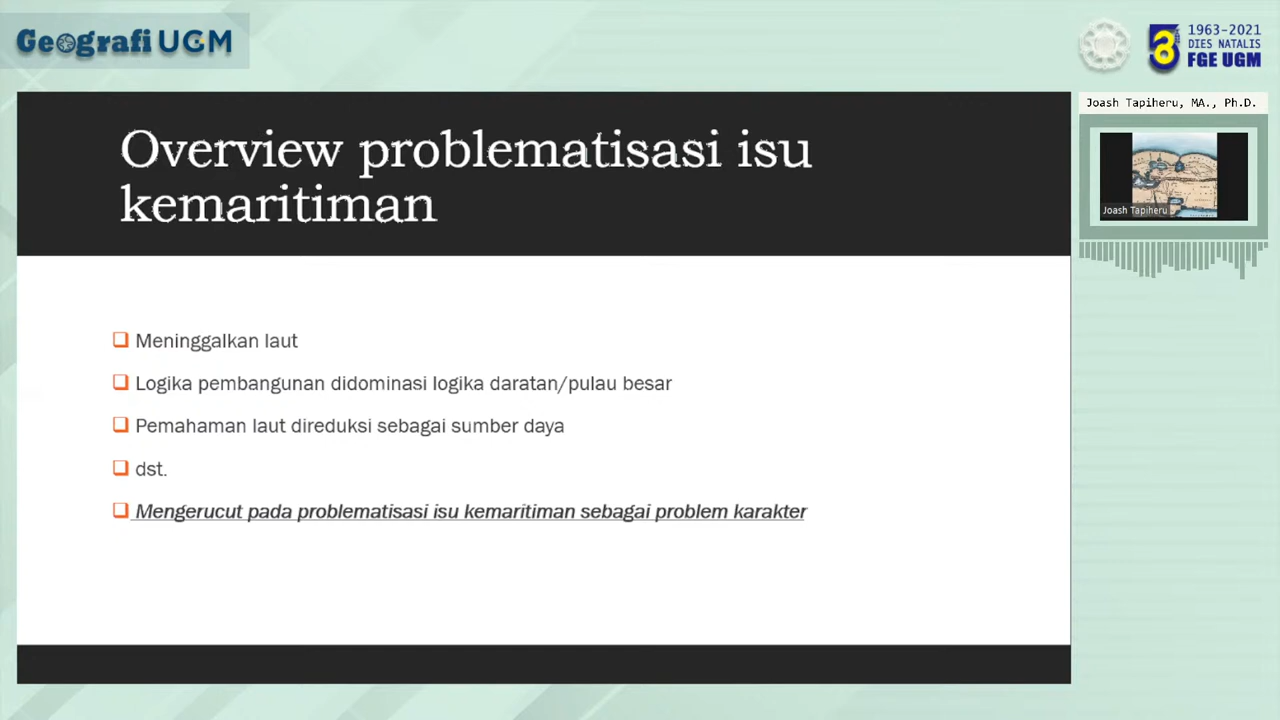 Geografi UGM
1963-2021
DIES NATALIS
FGE UGM
Joash Tapiheru, MA., Ph.D.
Joash Tapiheru
Overview problematisasi isu
kemaritiman
Meninggalkan laut
Logika pembangunan didominasi logika daratan/pulau besar
Pemahaman laut direduksi sebagai sumber daya
dst.
Mengerucut pada problematisasi isu kemaritiman sebagai problem karakter